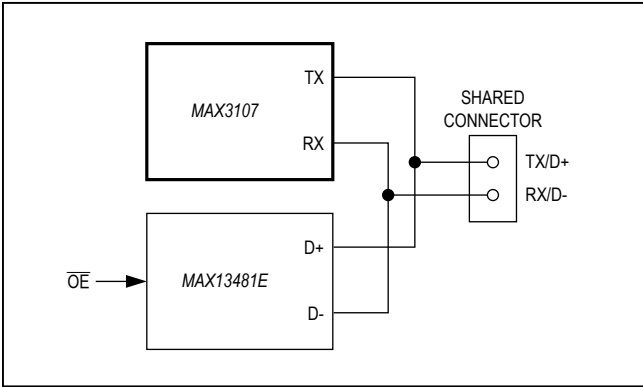 TX
MAX3107
RX
SHARED
CONNECTOR
TX/D+
RX/D-
D+
OE
MAX13481E
D-